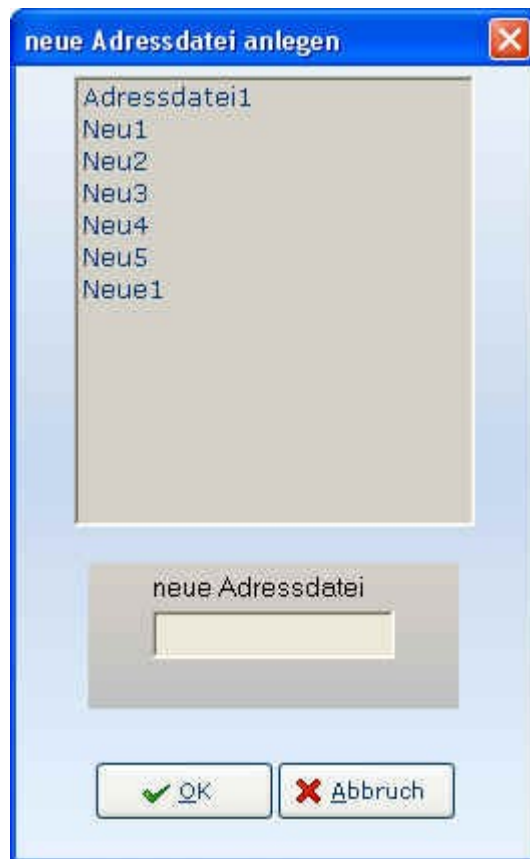 neue Adressdatei anlegen
Adressdatei1
Neu1
Neu2
Neu3
Neu4
Neu5
Neue1
neue Adressdatei
OK
Abbruch